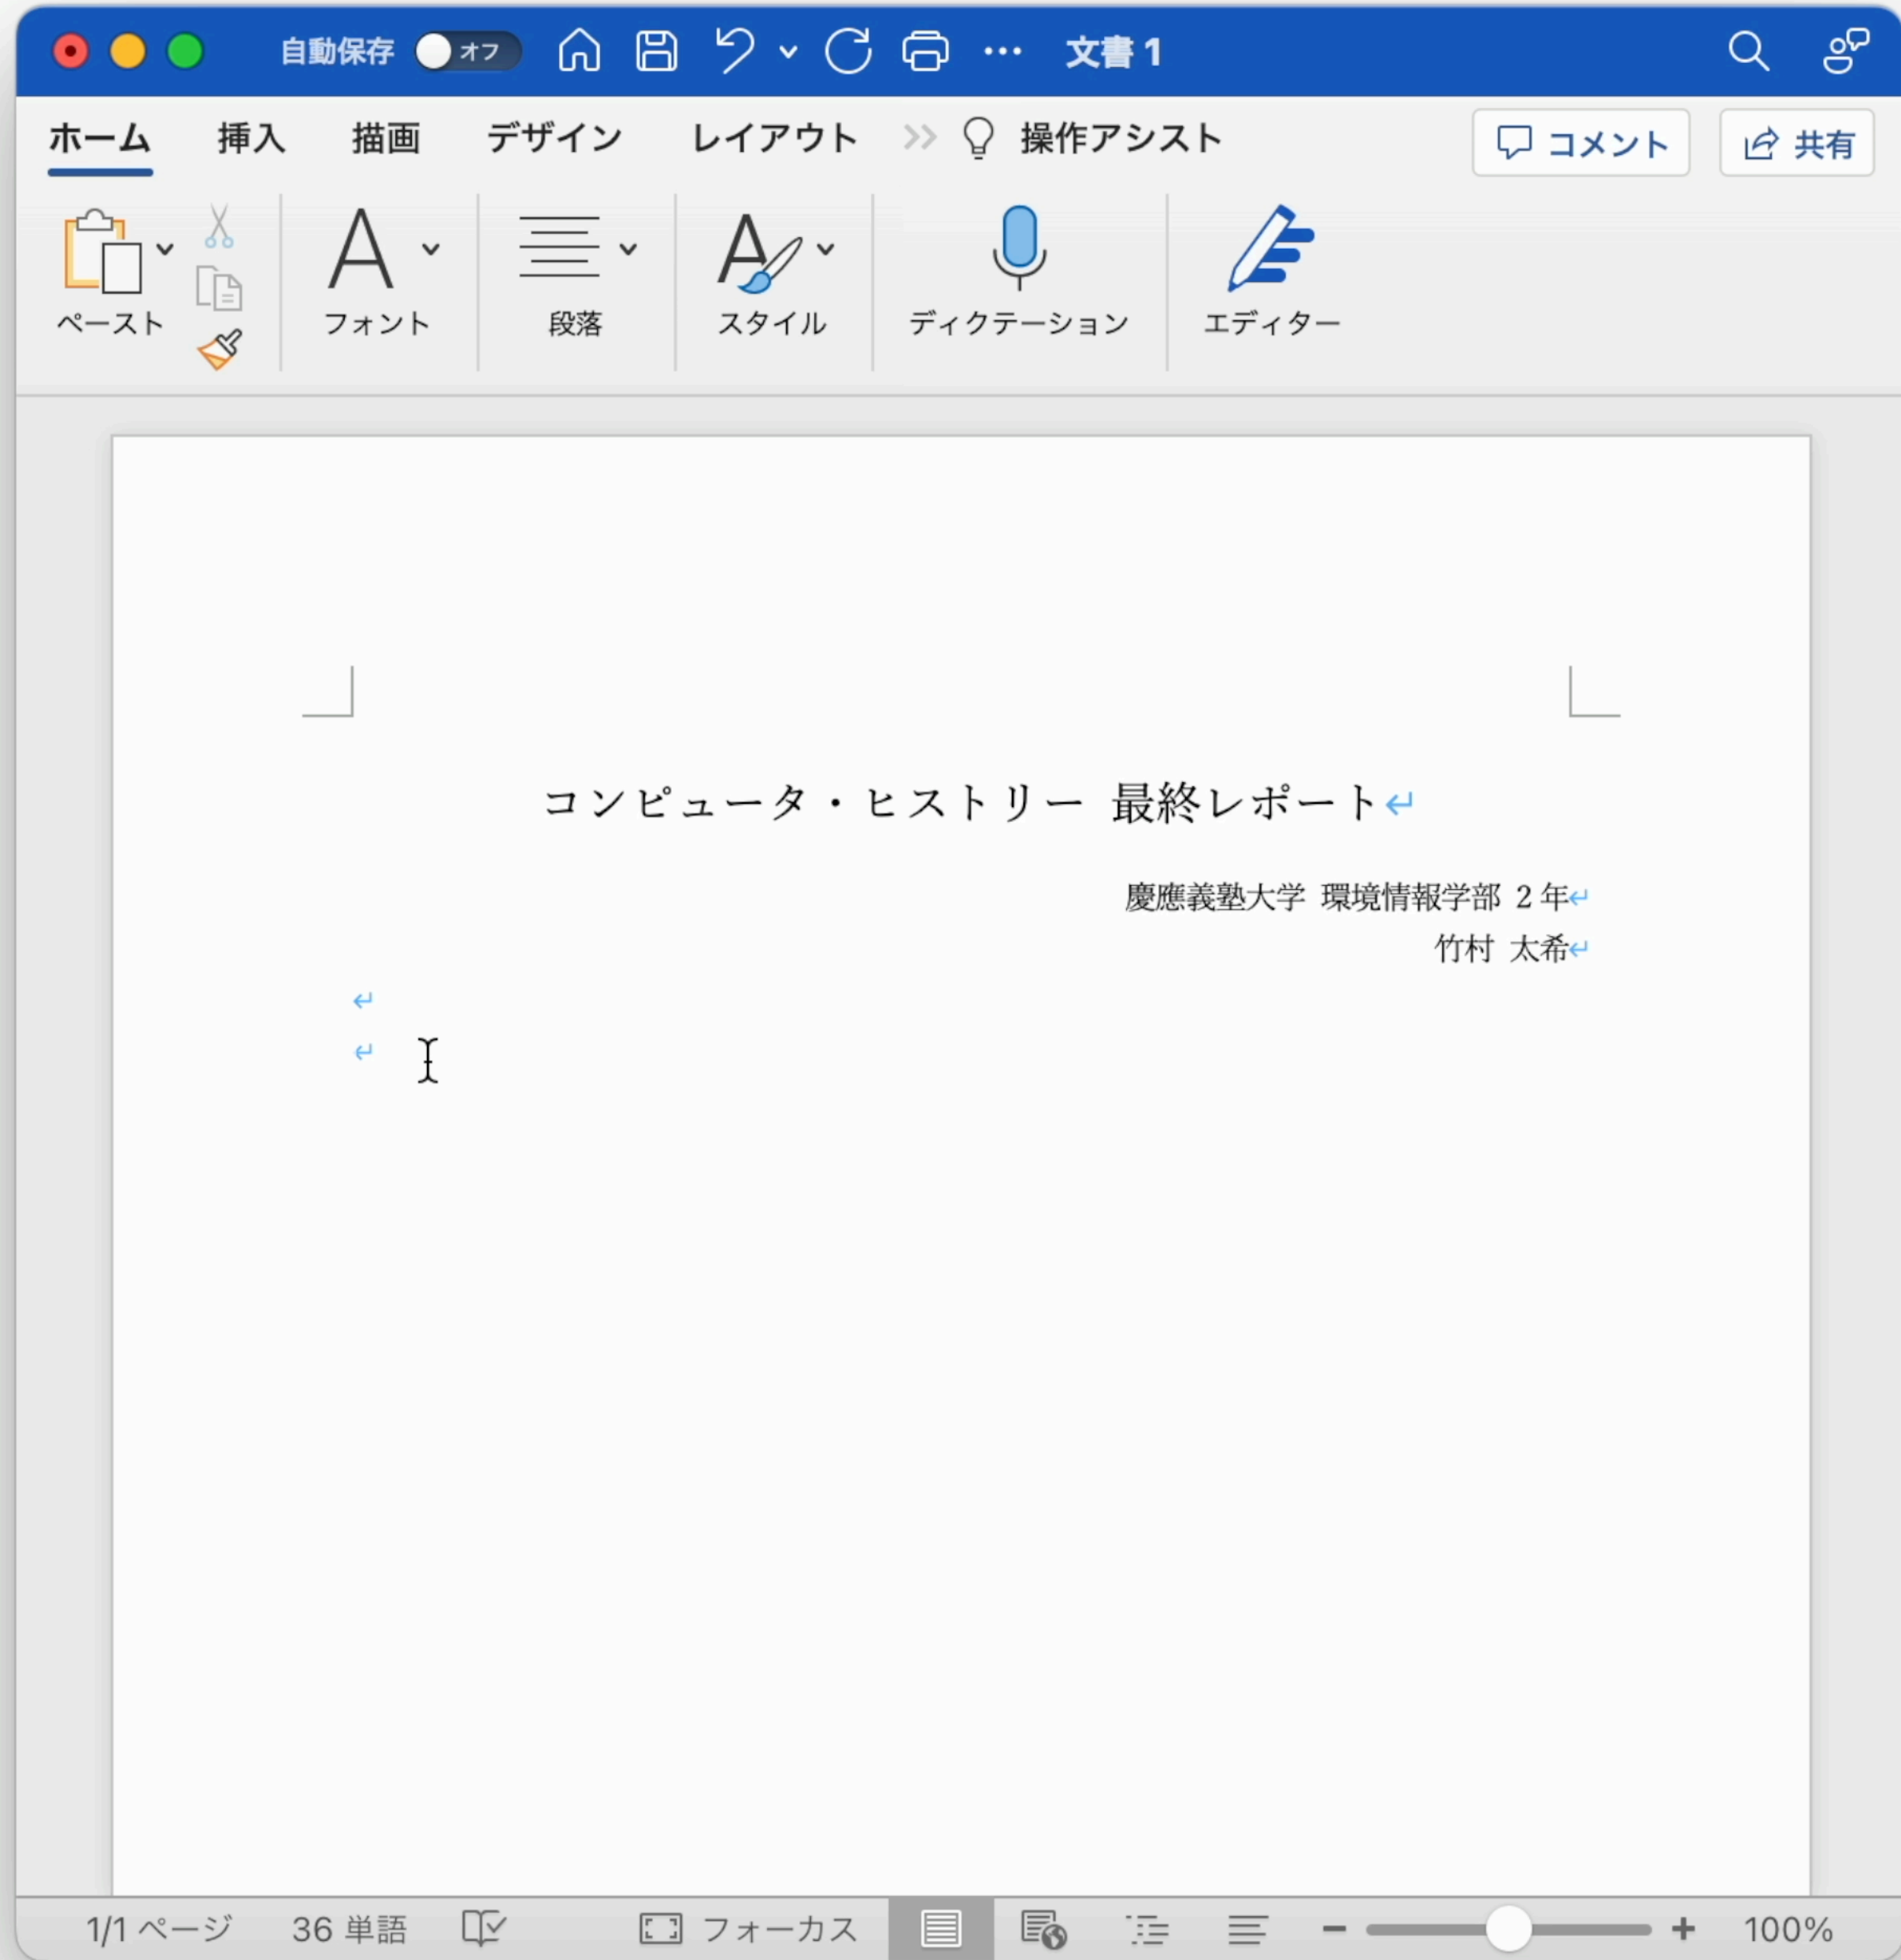 自動保存 オフ 文書 1
ホーム 挿入 描画 デザイン レイアウト 操作アシスト コメント 共有
ペースト フォント 段落 スタイル ディクテーション エディター
コンピュータ・ヒストリー 最終レポート
慶應義塾大学 環境情報学部 2 年
竹村 太希
1/1 ページ 36 単語 フォーカス 100%